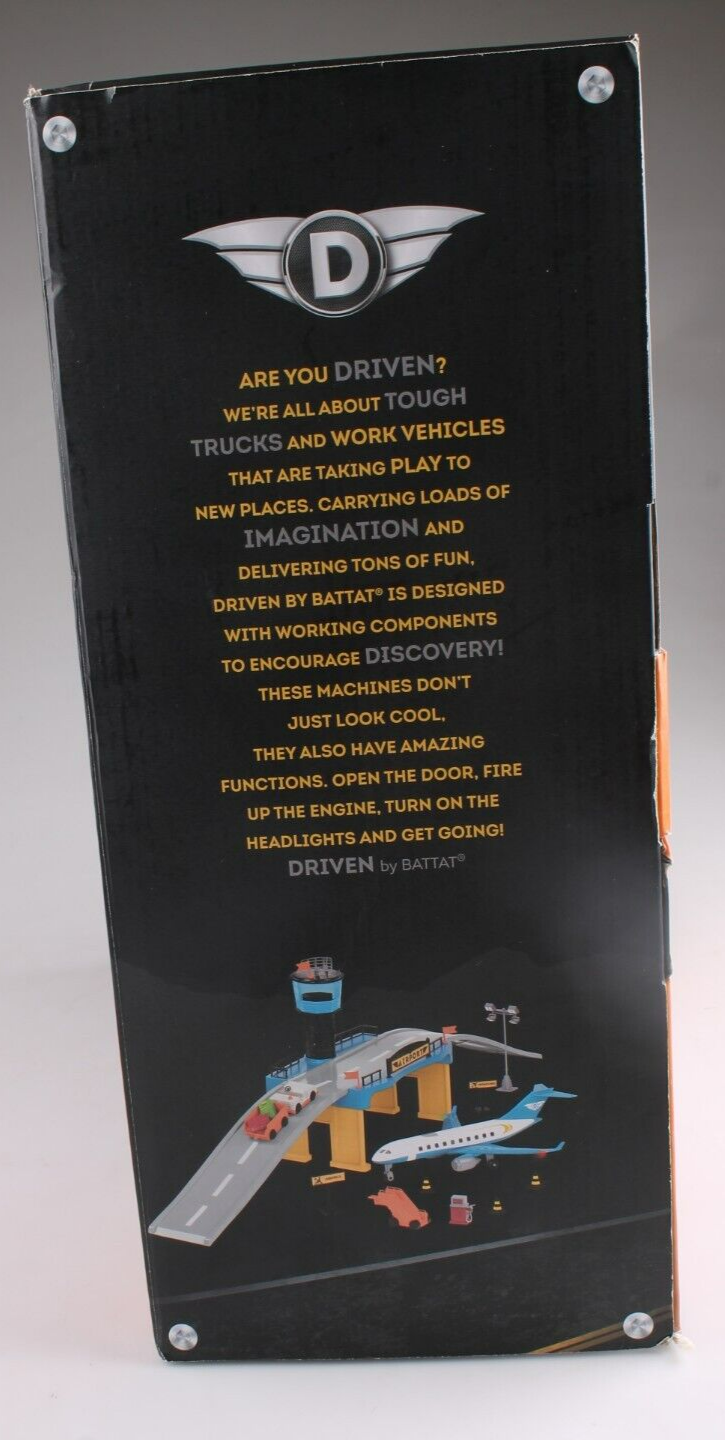 D
ARE YOU DRIVEN?
WE'RE ALL ABOUT TOUGH
TRUCKS AND WORK VEHICLES
THAT ARE TAKING PLAY TO
NEW PLACES. CARRYING LOADS OF
IMAGINATION AND
DELIVERING TONS OF FUN,
DRIVEN BY BATTAT® IS DESIGNED
WITH WORKING COMPONENTS
TO ENCOURAGE DISCOVERY!
THESE MACHINES DON'T
JUST LOOK COOL,
THEY ALSO HAVE AMAZING
FUNCTIONS. OPEN THE DOOR, FIRE
UP THE ENGINE, TURN ON THE
HEADLIGHTS AND GET GOING!
DRIVEN by BATTAT®
AIRPORT